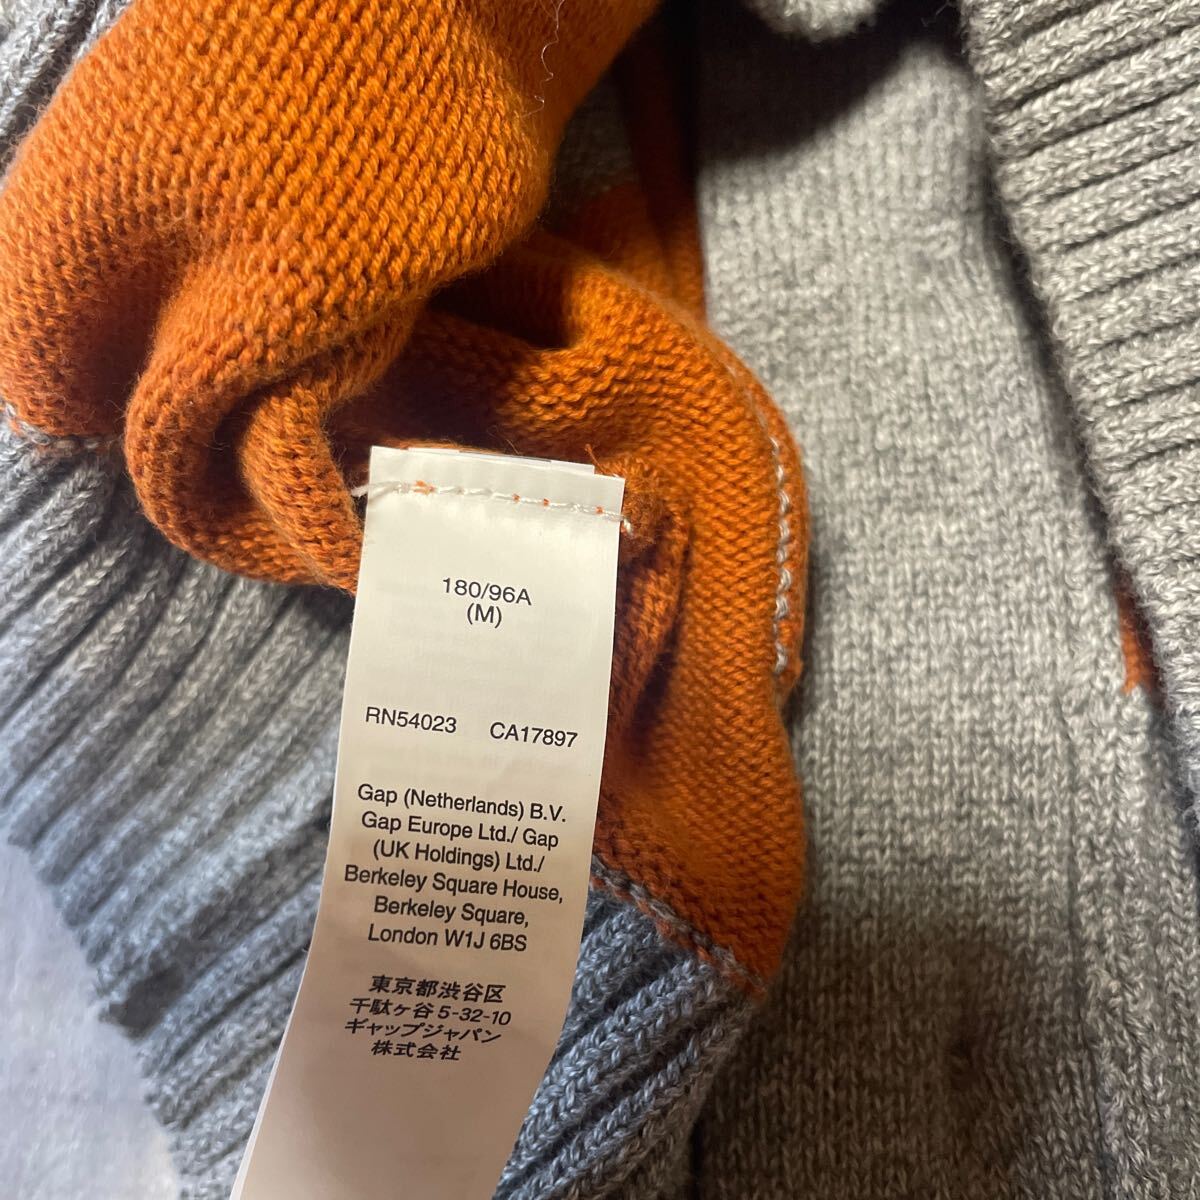 180/96A
(M)
RN54023 CA17897
Gap (Netherlands) B.V.
Gap Europe Ltd./ Gap
(UK Holdings) Ltd./
Berkeley Square House,
Berkeley Square,
London W1J 6BS
東京都渋谷区
千駄ヶ谷5-32-10
ギャップジャパン
株式会社